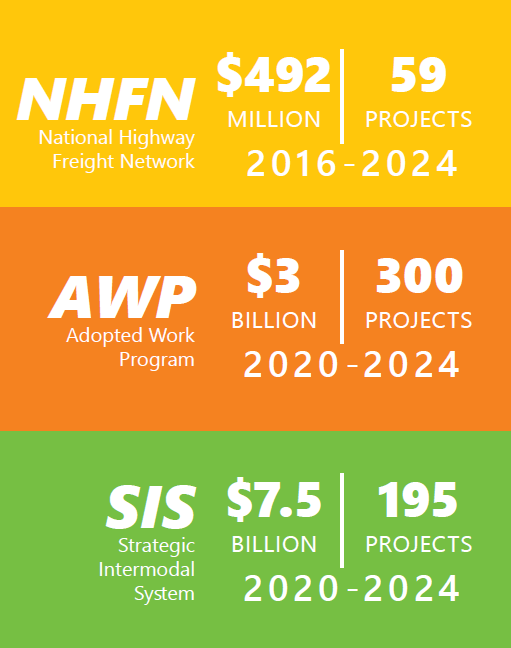 NHFN
National Highway
Freight Network
$492
MILLION
59
PROJECTS
2016-2024
AWP
Adopted Work
Program
$3
BILLION
300
PROJECTS
2020-2024
SIS
Strategic
Intermodal
System
$7.5
BILLION
195
PROJECTS
2020-2024